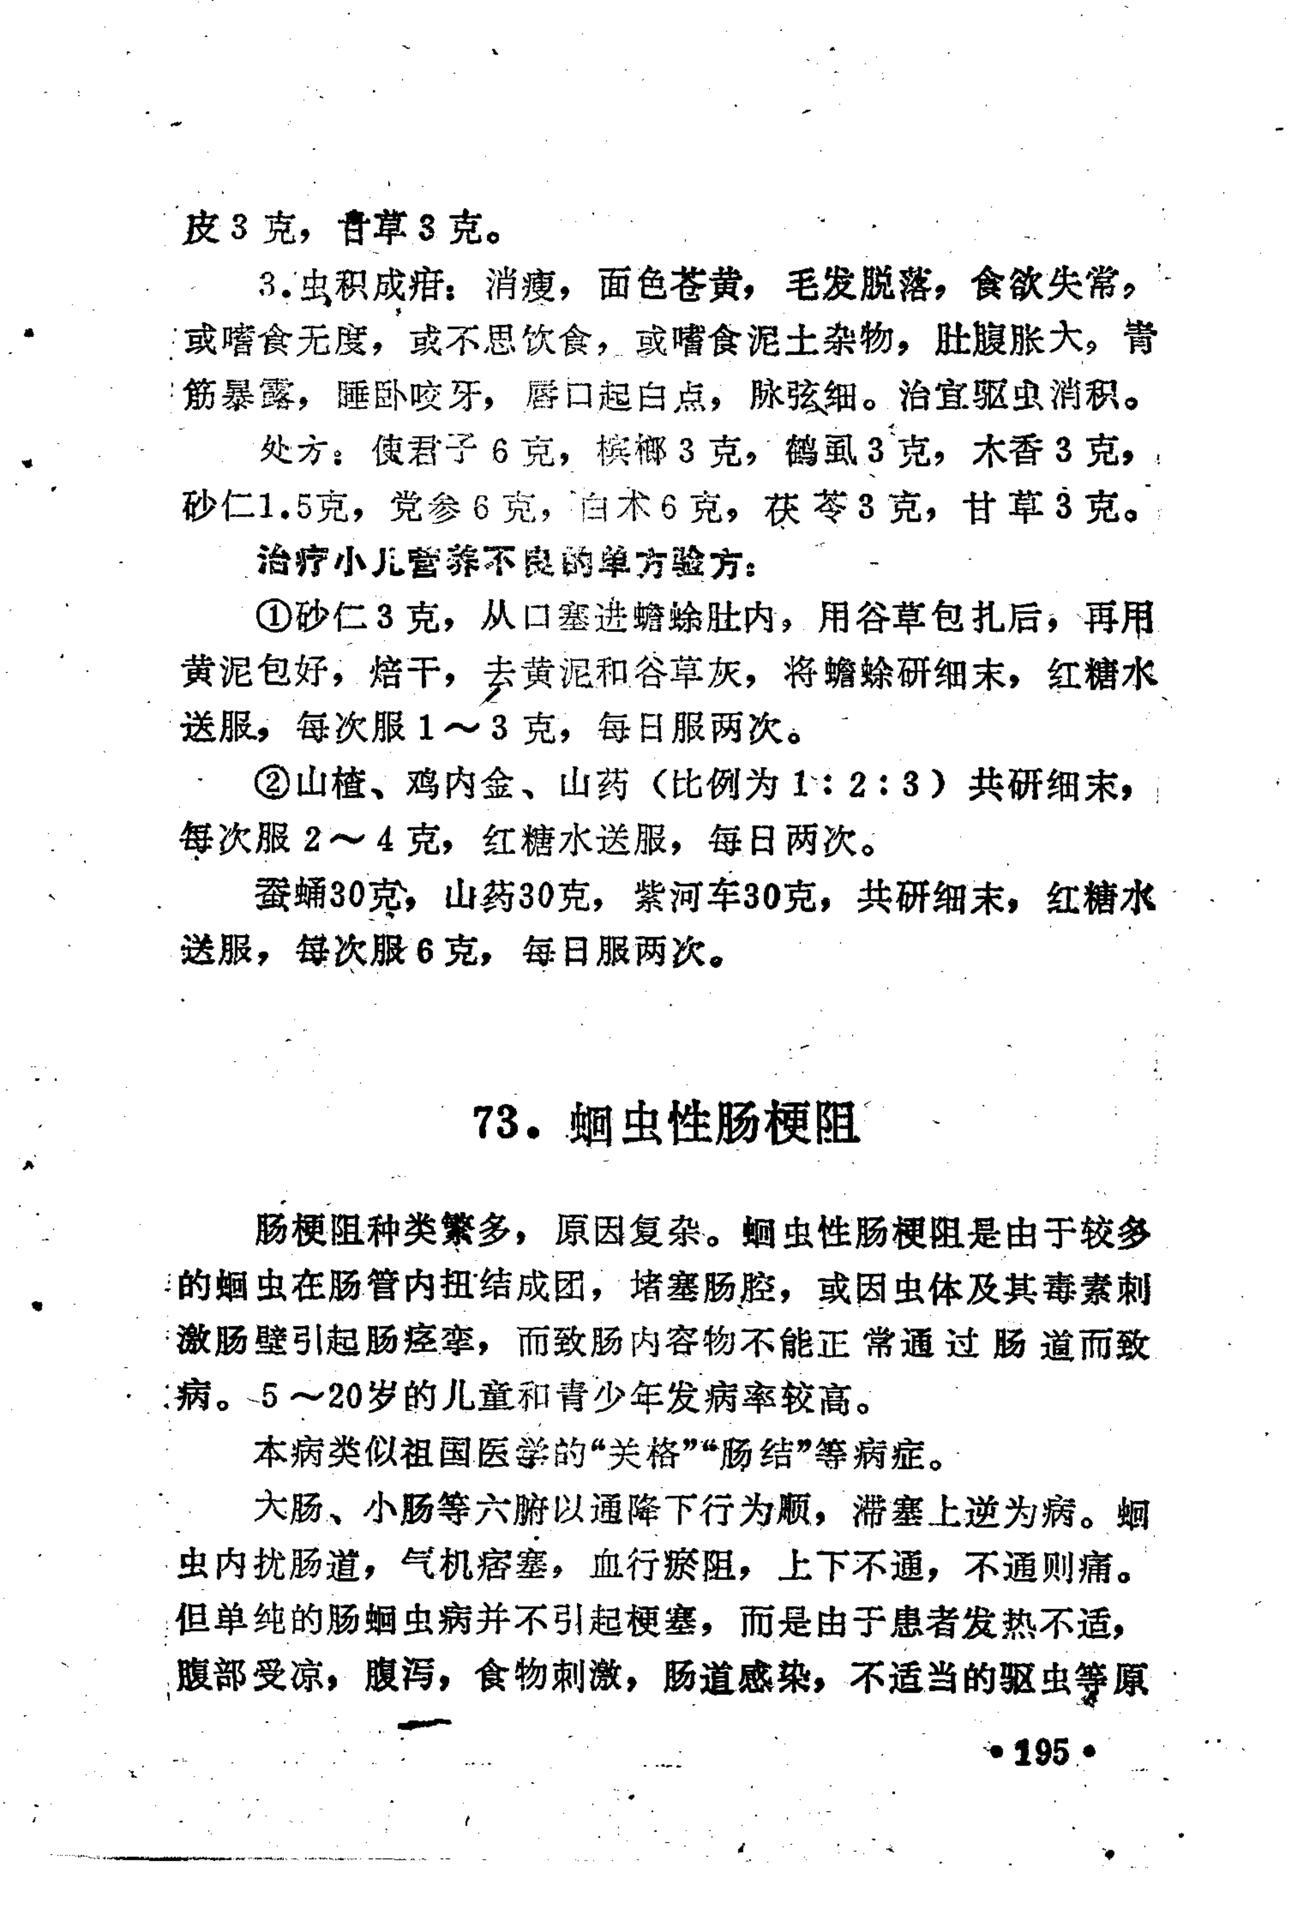 皮3克，甘草3克。
3.虫积成疳：消瘦，面色苍黄，毛发脱落，食欲失常，
或嗜食无度，或不思饮食，或嗜食泥土杂物，肚腹胀大，青
筋暴露，睡卧咬牙，唇口起白点，脉弦细。治宜驱虫消积。
处方：使君子6克，槟榔3克，鹤虱3克，木香3克，
砂仁1.5克，党参6克，白术6克，茯苓3克，甘草3克。
治疗小儿营养不良的单方验方：
①砂仁3克，从口塞进蟾蜍肚内，用谷草包扎后，再用
黄泥包好，焙干，去黄泥和谷草灰，将蟾蜍研细末，红糖水
送服，每次服1～3克，每日服两次。
②山楂、鸡内金、山药（比例为1：2：3）共研细末，
每次服2～4克，红糖水送服，每日两次。
蚕蛹30克，山药30克，紫河车30克，共研细末，红糖水
送服，每次服6克，每日服两次。
73．蛔虫性肠梗阻
肠梗阻种类繁多，原因复杂。蛔虫性肠梗阻是由于较多
的蛔虫在肠管内扭结成团，堵塞肠腔，或因虫体及其毒素刺
激肠壁引起肠痉挛，而致肠内容物不能正常通过肠道而致
病。5～20岁的儿童和青少年发病率较高。
本病类似祖国医学的“关格”“肠结”等病症。
大肠、小肠等六腑以通降下行为顺，滞塞上逆为病。蛔
虫内扰肠道，气机痞塞，血行瘀阻，上下不通，不通则痛。
但单纯的肠蛔虫病并不引起梗塞，而是由于患者发热不适，
腹部受凉，腹泻，食物刺激，肠道感染，不适当的驱虫等原
•195•